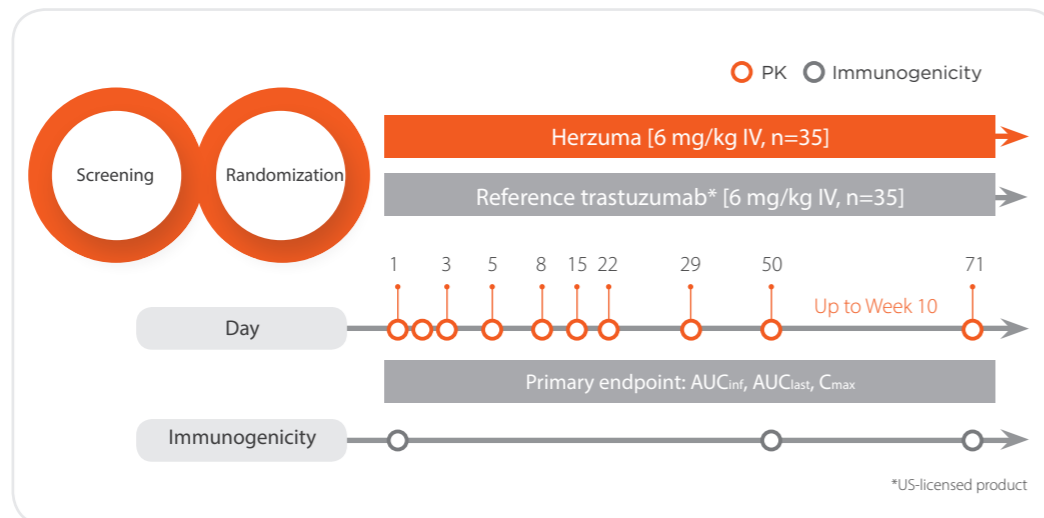 PK Immunogenicity
Screening
Randomization
Herzuma [6 mg/kg IV, n=35]
Reference trastuzumab* [6 mg/kg IV, n=35]
1 3 5 8 15 22 29 50 71
Up to Week 10
Day
Primary endpoint: AUCinf, AUClast, Cmax
Immunogenicity
*US-licensed product